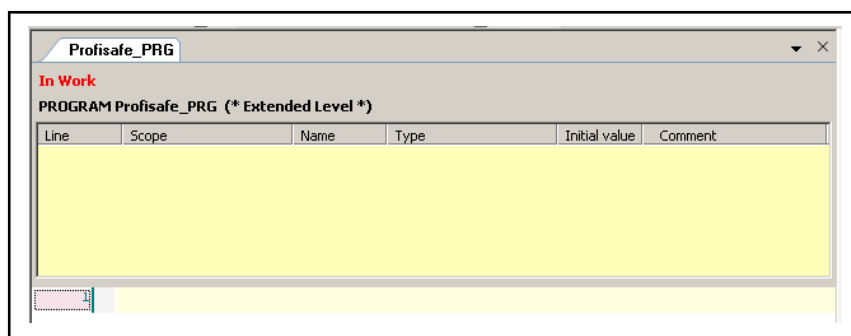 Profisafe_PRG
In Work
PROGRAM Profisafe_PRG (* Extended Level *)
Line Scope Name Type Initial value Comment
1